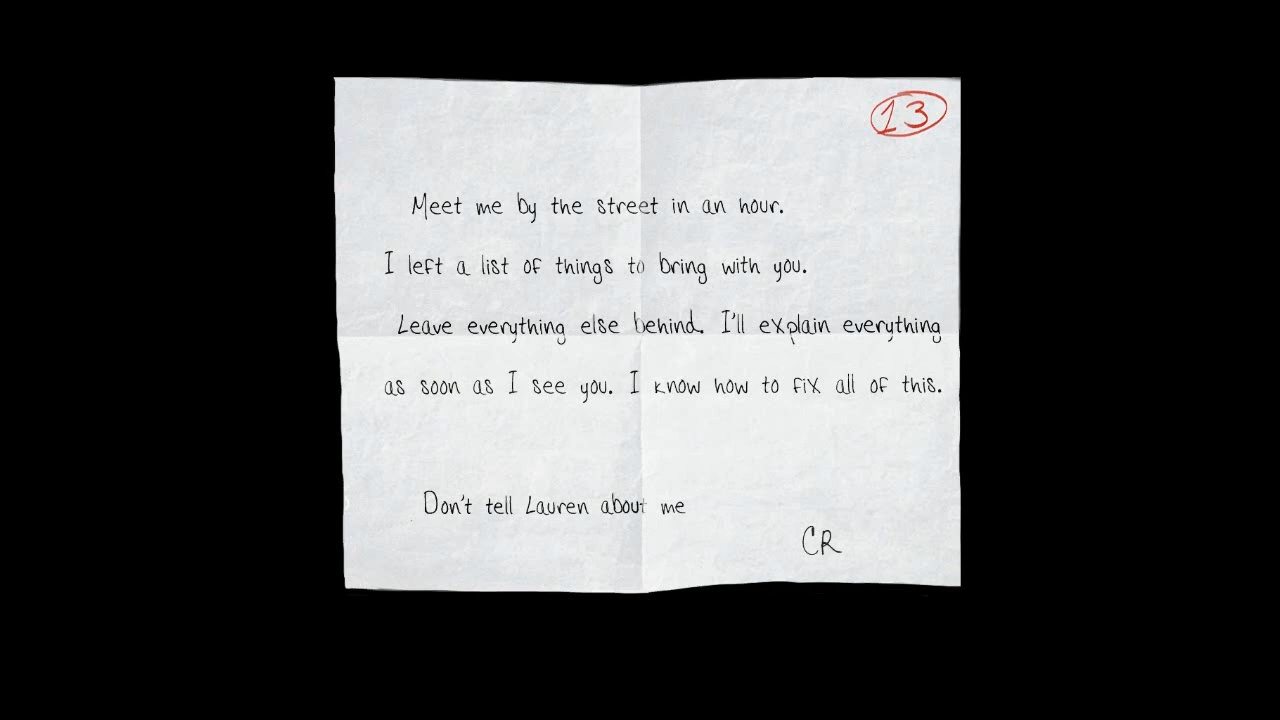 13
Meet me by the street in an hour.
I left a list of things to bring with you.
Leave everything else behind. I'll explain everything
as soon as I see you. I know how to fix all of this.
Don't tell Lauren about me
CR